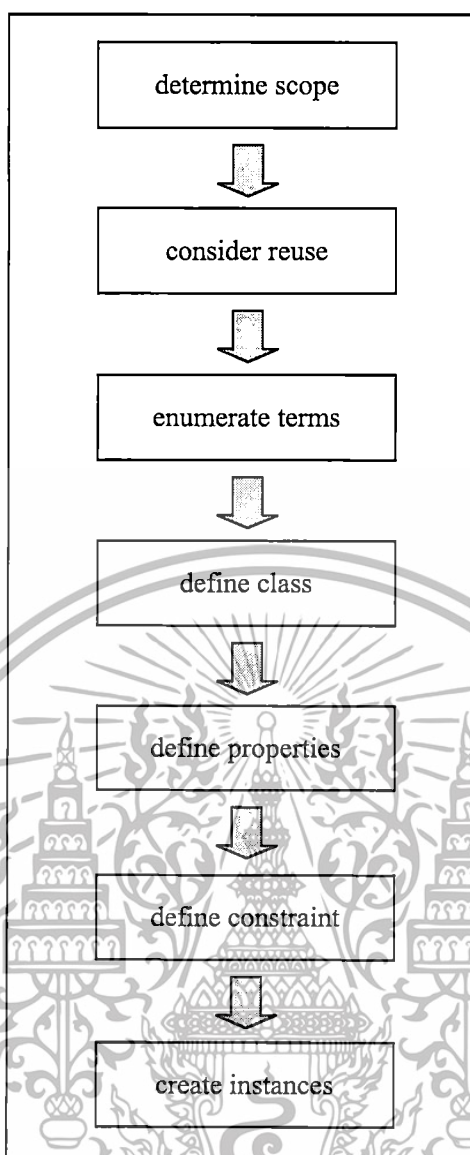 determine scope
consider reuse
enumerate terms
define class
define properties
define constraint
create instances